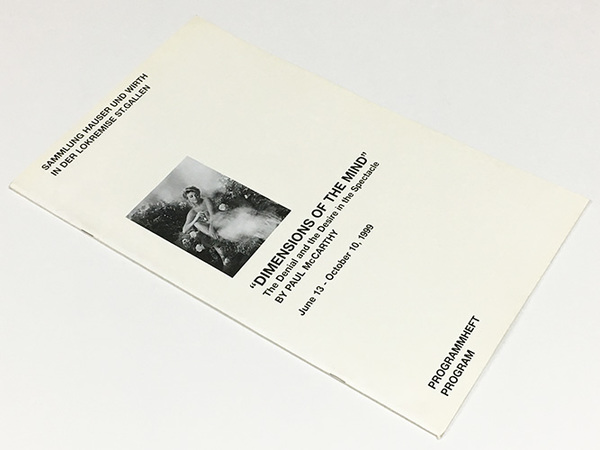 SAMMLUNG HAUSER UND WIRTH
IN DER LOKREMISE ST.GALLEN
“DIMENSIONS OF THE MIND”
The Denial and the Desire in the Spectacle
BY PAUL McCARTHY
June 13 - October 10, 1999
PROGRAMMHEFT
PROGRAM